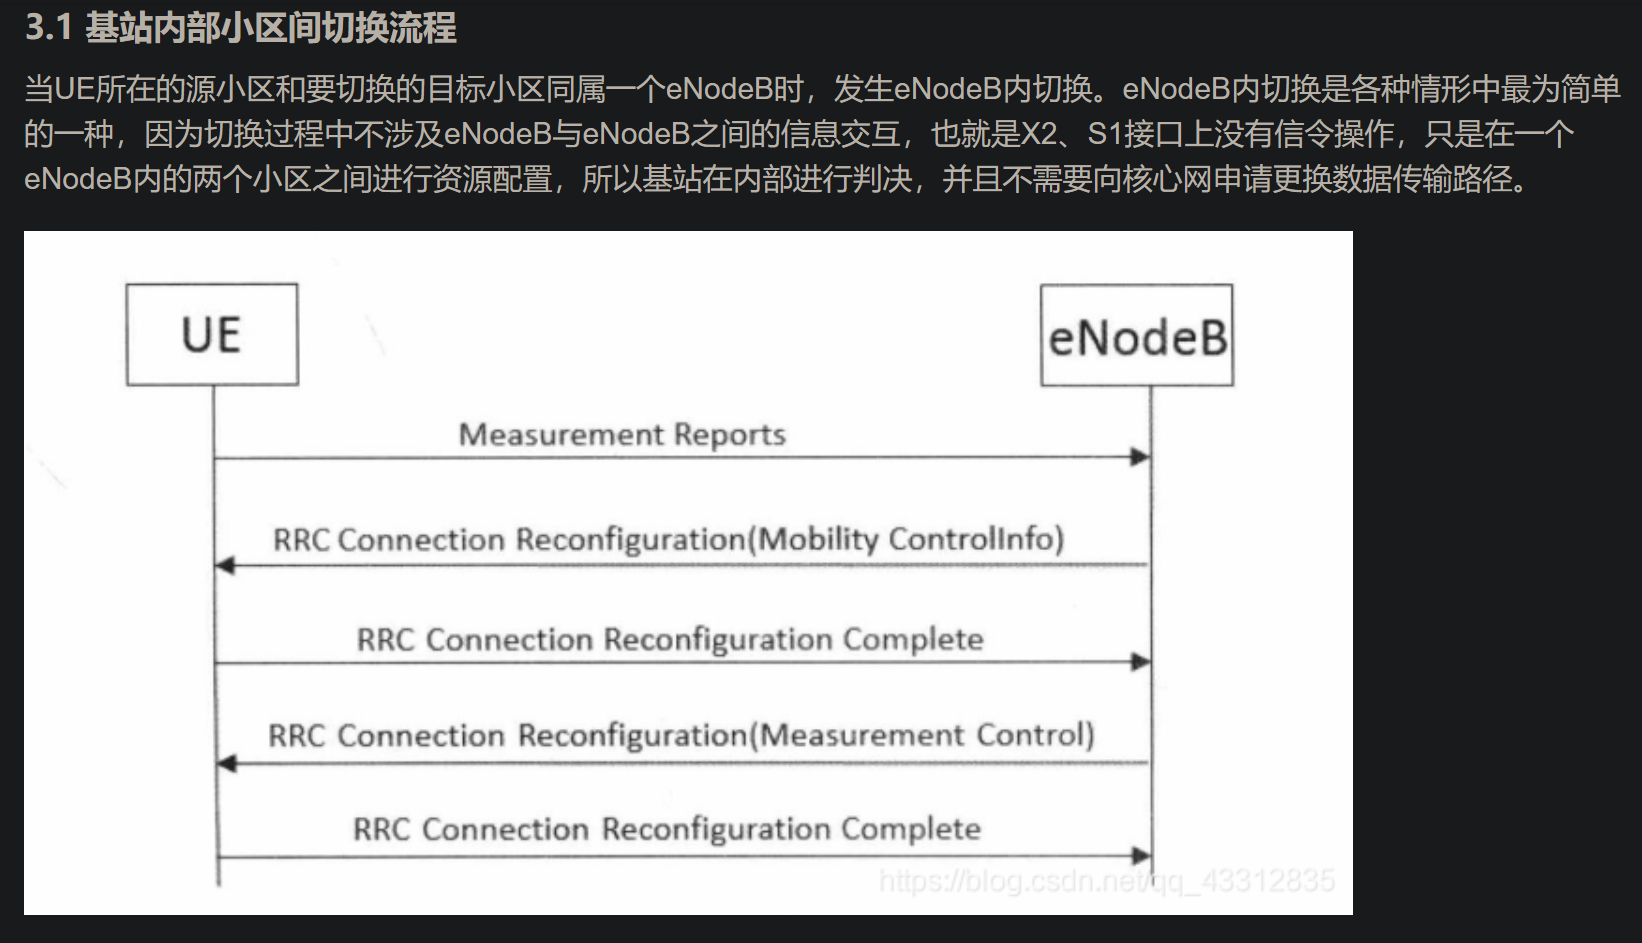 3.1 基站内部小区间切换流程
当UE所在的源小区和要切换的目标小区同属一个eNodeB时，发生eNodeB内切换。eNodeB内切换是各种情形中最为简单
的一种，因为切换过程中不涉及eNodeB与eNodeB之间的信息交互，也就是X2、S1接口上没有信令操作，只是在一个
eNodeB内的两个小区之间进行资源配置，所以基站在内部进行判决，并且不需要向核心网申请更换数据传输路径。
UE
eNodeB
Measurement Reports
RRC Connection Reconfiguration(Mobility ControlInfo)
RRC Connection Reconfiguration Complete
RRC Connection Reconfiguration(Measurement Control)
RRC Connection Reconfiguration Complete
https://blog.csdn.net/qq_43312835